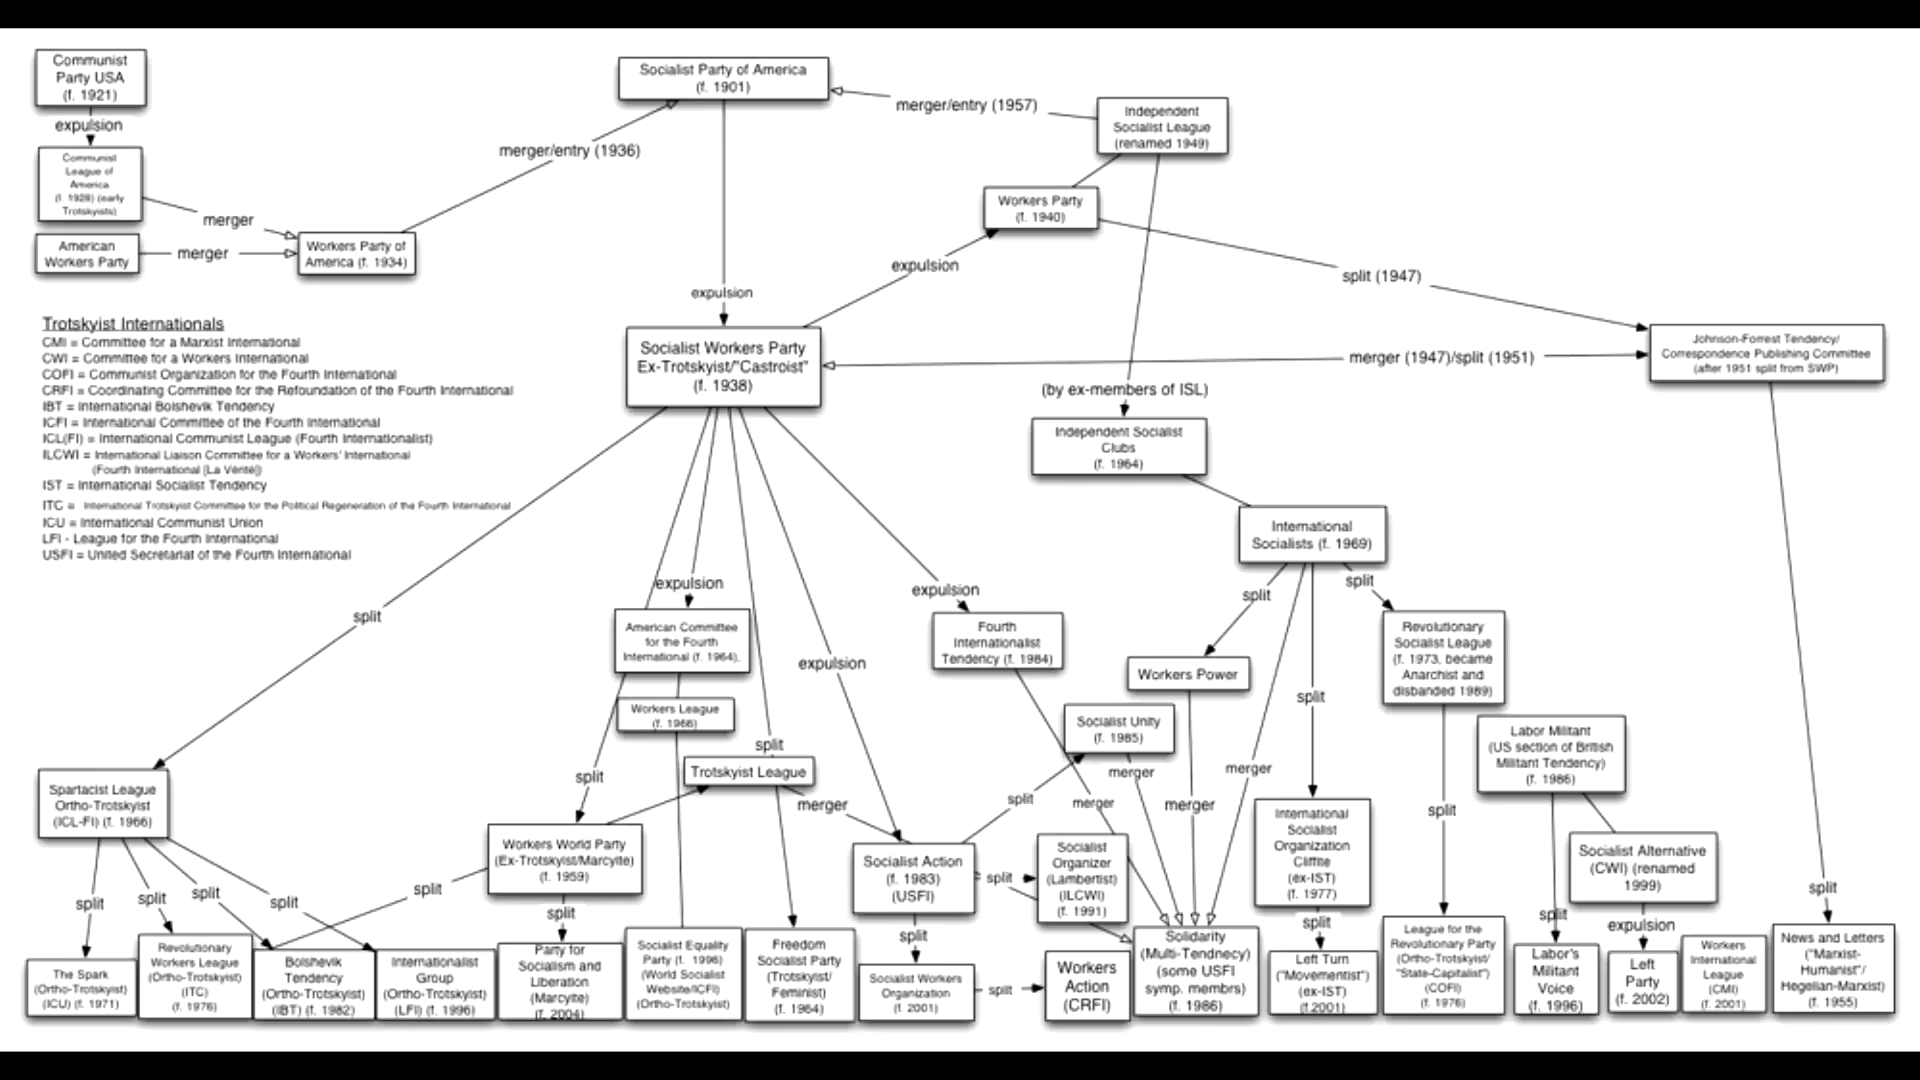 Communist
Party USA
(f. 1921)
expulsion
Communist
League of
America
(f. 1928) (early
Trotskyists)
merger
American
Workers Party
merger
Workers Party of
America (f. 1934)
merger/entry (1936)
Socialist Party of America
(f. 1901)
merger/entry (1957)
Independent
Socialist League
(renamed 1949)
Workers Party
(f. 1940)
expulsion
expulsion
split (1947)
Socialist Workers Party
Ex-Trotskyist/"Castroist"
(f. 1938)
merger (1947)/split (1951)
Johnson-Forrest Tendency/
Correspondence Publishing Committee
(after 1951 split from SWP)
(by ex-members of ISL)
Independent Socialist
Clubs
(f. 1964)
International
Socialists (f. 1969)
Trotskyist Internationals
CMI = Committee for a Marxist International
CWI = Committee for a Workers International
COFI = Communist Organization for the Fourth International
CRFI = Coordinating Committee for the Refoundation of the Fourth International
IBT = International Bolshevik Tendency
ICFI = International Committee of the Fourth International
ICL(FI) = International Communist League (Fourth Internationalist)
ILCWI = International Liaison Committee for a Workers' International
(Fourth International [La Vérité])
IST = International Socialist Tendency
ITC = International Trotskyist Committee for the Political Regeneration of the Fourth International
ICU = International Communist Union
LFI - League for the Fourth International
USFI = United Secretariat of the Fourth International
split
expulsion
American Committee
for the Fourth
International (f. 1964),
Workers League
(f. 1966)
split
Trotskyist League
split
merger
expulsion
expulsion
Fourth
Internationalist
Tendency (f. 1984)
split
Workers Power
split
split
Revolutionary
Socialist League
(f. 1973, became
Anarchist and
disbanded 1989)
Socialist Unity
(f. 1985)
merger
merger
merger
merger
split
Labor Militant
(US section of British
Militant Tendency)
(f. 1986)
Spartacist League
Ortho-Trotskyist
(ICL-FI) (f. 1966)
split
split
split
split
split
Workers World Party
(Ex-Trotskyist/Marcyite)
(f. 1959)
split
Socialist Action
(f. 1983)
(USFI)
split
split
Socialist
Organizer
(Lambertist)
(ILCWI)
(f. 1991)
International
Socialist
Organization
Cliffite
(ex-IST)
(f. 1977)
split
split
Socialist Alternative
(CWI) (renamed
1999)
split
expulsion
split
The Spark
(Ortho-Trotskyist)
(ICU) (f. 1971)
Revolutionary
Workers League
(Ortho-Trotskyist)
(ITC)
(f. 1976)
Bolshevik
Tendency
(Ortho-Trotskyist)
(IBT) (f. 1982)
Internationalist
Group
(Ortho-Trotskyist)
(LFI) (f. 1996)
Party for
Socialism and
Liberation
(Marcyite)
(f. 2004)
Socialist Equality
Party (f. 1996)
(World Socialist
Website/ICFI)
(Ortho-Trotskyist)
Freedom
Socialist Party
(Trotskyist/
Feminist)
(f. 1964)
Socialist Workers
Organization
(f. 2001)
split
Workers
Action
(CRFI)
Solidarity
(Multi-Tendnecy)
(some USFI
symp. membrs)
(f. 1986)
Left Turn
("Movementist")
(ex-IST)
(f.2001)
League for the
Revolutionary Party
(Ortho-Trotskyist/
"State-Capitalist")
(COFI)
(f. 1976)
Labor's
Militant
Voice
(f. 1996)
Left
Party
(f. 2002)
Workers
International
League
(CMI)
(f. 2001)
News and Letters
("Marxist-
Humanist"/
Hegelian-Marxist)
(f. 1955)